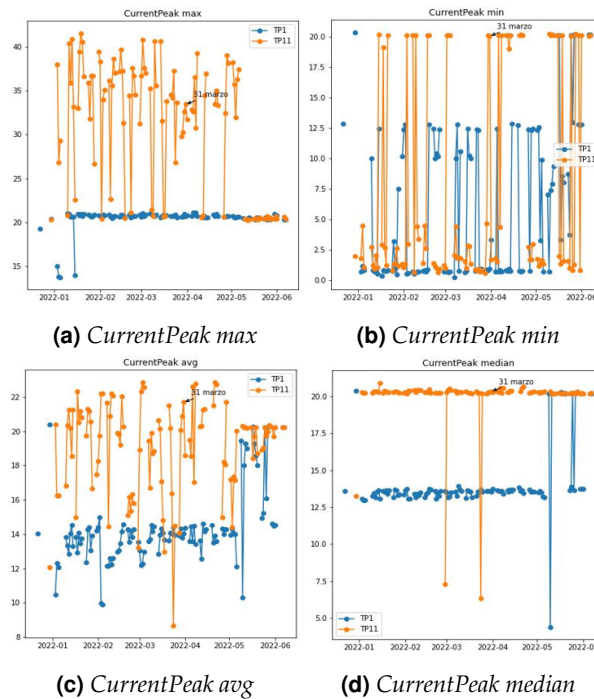 CurrentPeak max
TP1
TP11
31 marzo
40
35
30
25
20
15
2022-01 2022-02 2022-03 2022-04 2022-05 2022-06
(a) CurrentPeak max
CurrentPeak min
31 marzo
TP1
TP11
20.0
17.5
15.0
12.5
10.0
7.5
5.0
2.5
0.0
2022-01 2022-02 2022-03 2022-04 2022-05 2022-06
(b) CurrentPeak min
CurrentPeak avg
TP1
TP11
31 marzo
22
20
18
16
14
12
10
8
2022-01 2022-02 2022-03 2022-04 2022-05 2022-06
(c) CurrentPeak avg
CurrentPeak median
31 marzo
20.0
17.5
15.0
12.5
10.0
7.5
5.0
TP1
TP11
2022-01 2022-02 2022-03 2022-04 2022-05 2022-06
(d) CurrentPeak median